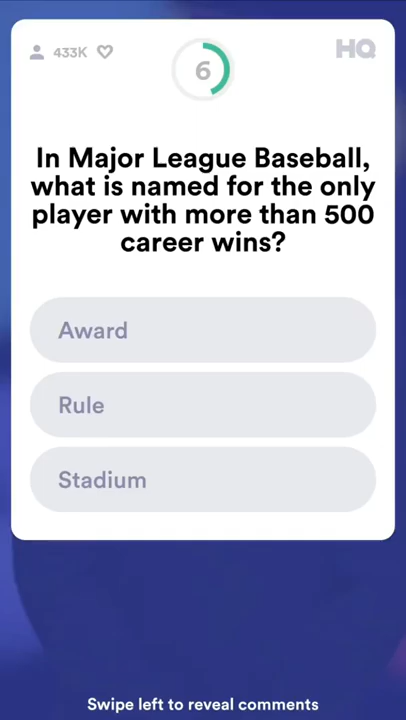 433K
HQ
6
In Major League Baseball,
what is named for the only
player with more than 500
career wins?
Award
Rule
Stadium
Swipe left to reveal comments